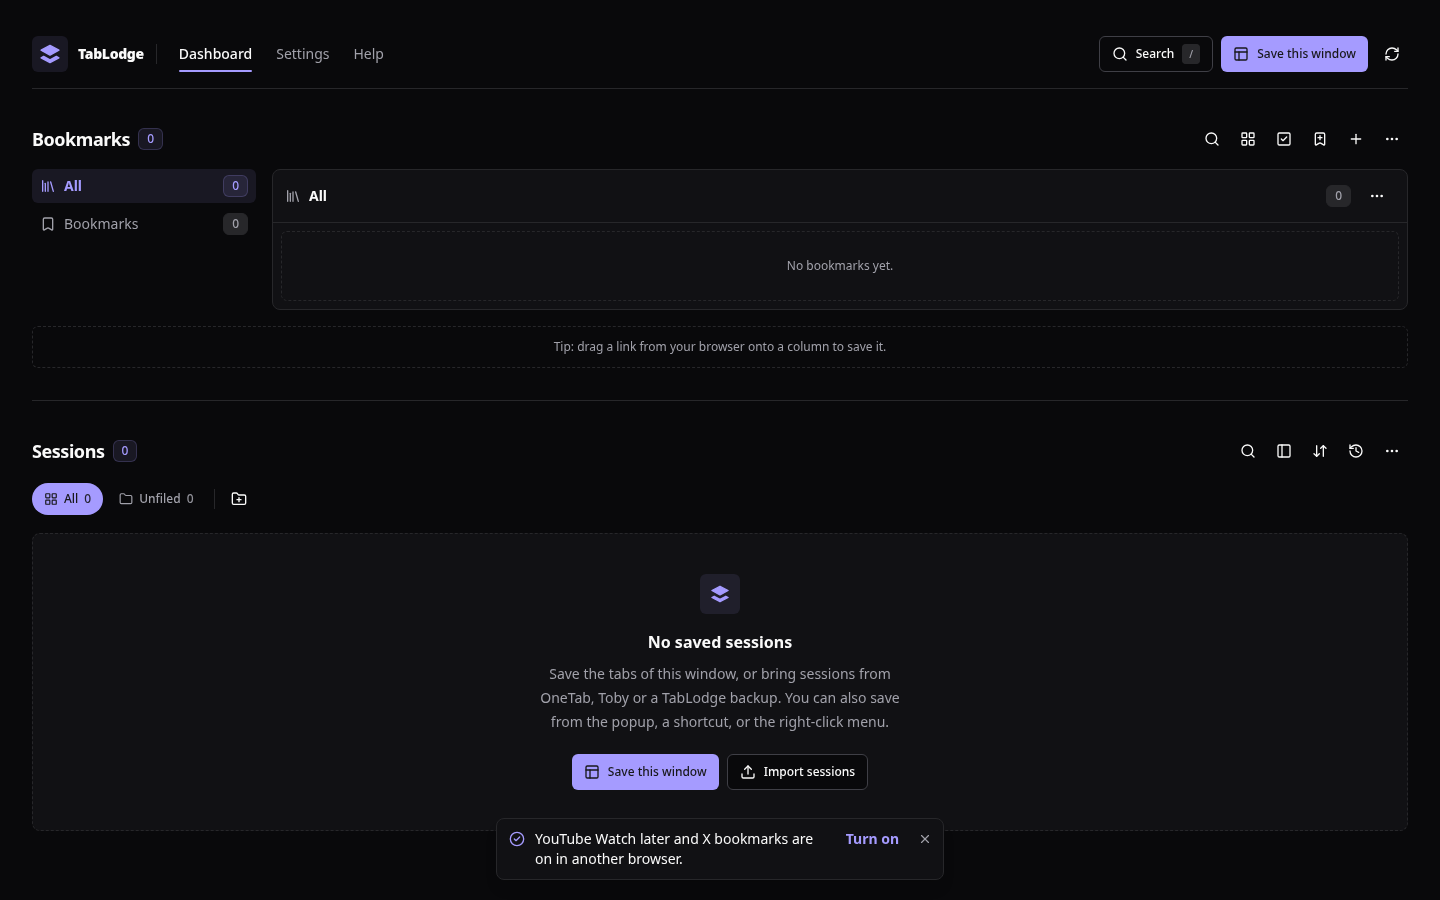 TabLodge
Dashboard
Settings
Help
Search /
Save this window
Bookmarks 0
All 0
Bookmarks 0
All 0
No bookmarks yet.
Tip: drag a link from your browser onto a column to save it.
Sessions 0
All 0
Unfiled 0
No saved sessions
Save the tabs of this window, or bring sessions from
OneTab, Toby or a TabLodge backup. You can also save
from the popup, a shortcut, or the right-click menu.
Save this window
Import sessions
YouTube Watch later and X bookmarks are
on in another browser.
Turn on